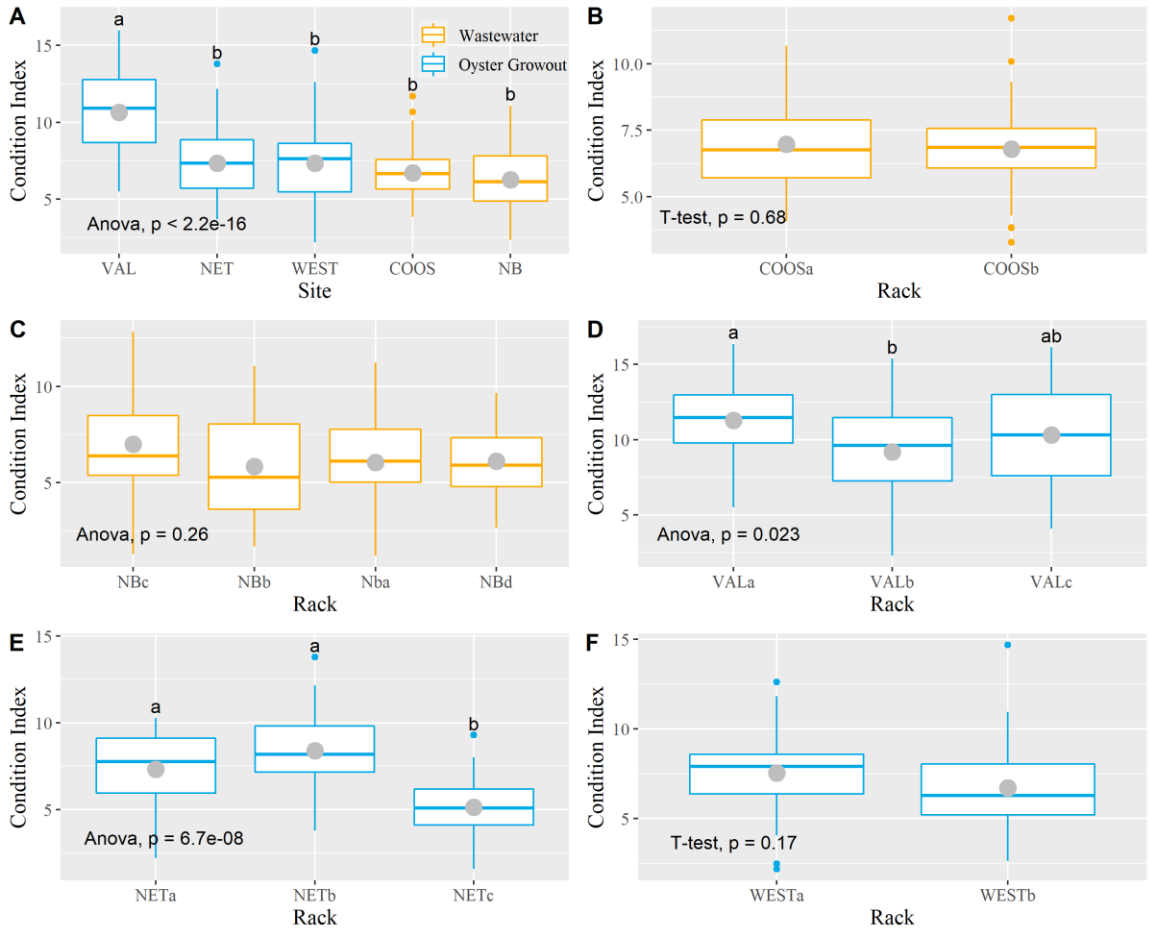 A
a
b
b
b
b
Wastewater
Oyster Growout
15
10
5
Condition Index
Anova, p < 2.2e-16
VAL NET WEST COOS NB
Site
B
10.0
7.5
5.0
Condition Index
T-test, p = 0.68
COOSa COOSb
Rack
C
10
5
Condition Index
Anova, p = 0.26
NBc NBb Nba NBd
Rack
D
a
b
ab
15
10
5
Condition Index
Anova, p = 0.023
VALa VALb VALc
Rack
E
a
a
b
15
10
5
Condition Index
Anova, p = 6.7e-08
NETa NETb NETc
Rack
F
15
10
5
Condition Index
T-test, p = 0.17
WESTa WESTb
Rack